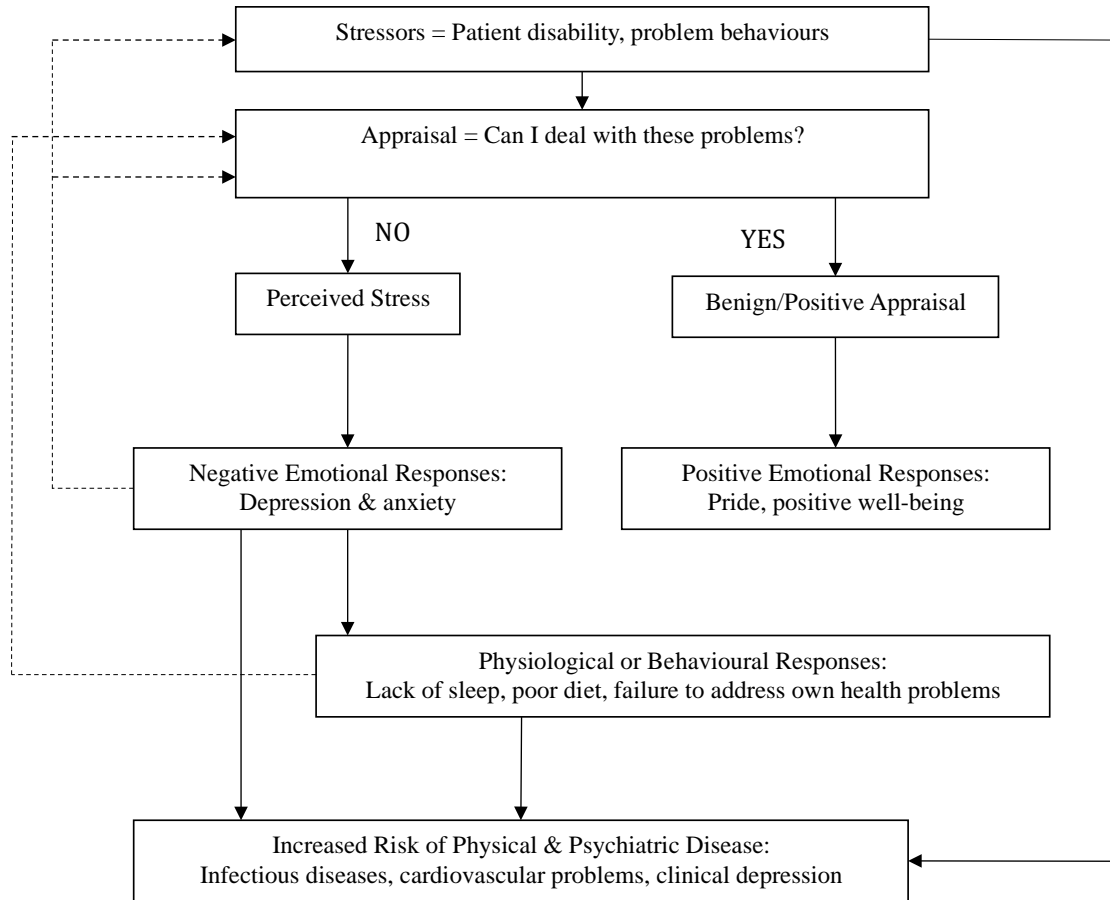 Stressors = Patient disability, problem behaviours
Appraisal = Can I deal with these problems?
NO
YES
Perceived Stress
Benign/Positive Appraisal
Negative Emotional Responses:
Depression & anxiety
Positive Emotional Responses:
Pride, positive well-being
Physiological or Behavioural Responses:
Lack of sleep, poor diet, failure to address own health problems
Increased Risk of Physical & Psychiatric Disease:
Infectious diseases, cardiovascular problems, clinical depression